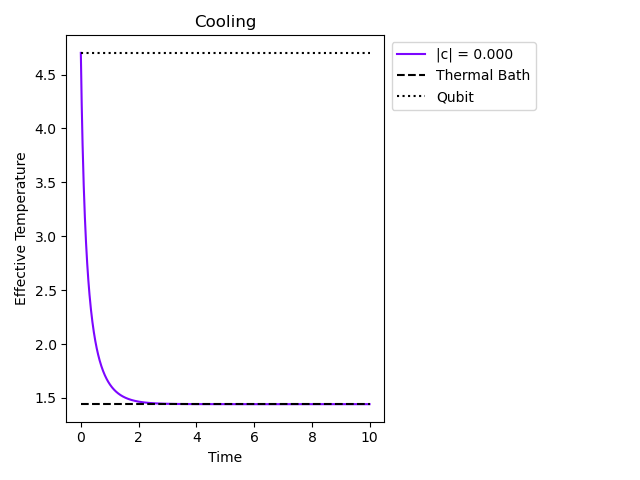 Cooling
|c| = 0.000
Thermal Bath
Qubit
Effective Temperature
4.5
4.0
3.5
3.0
2.5
2.0
1.5
0 2 4 6 8 10
Time